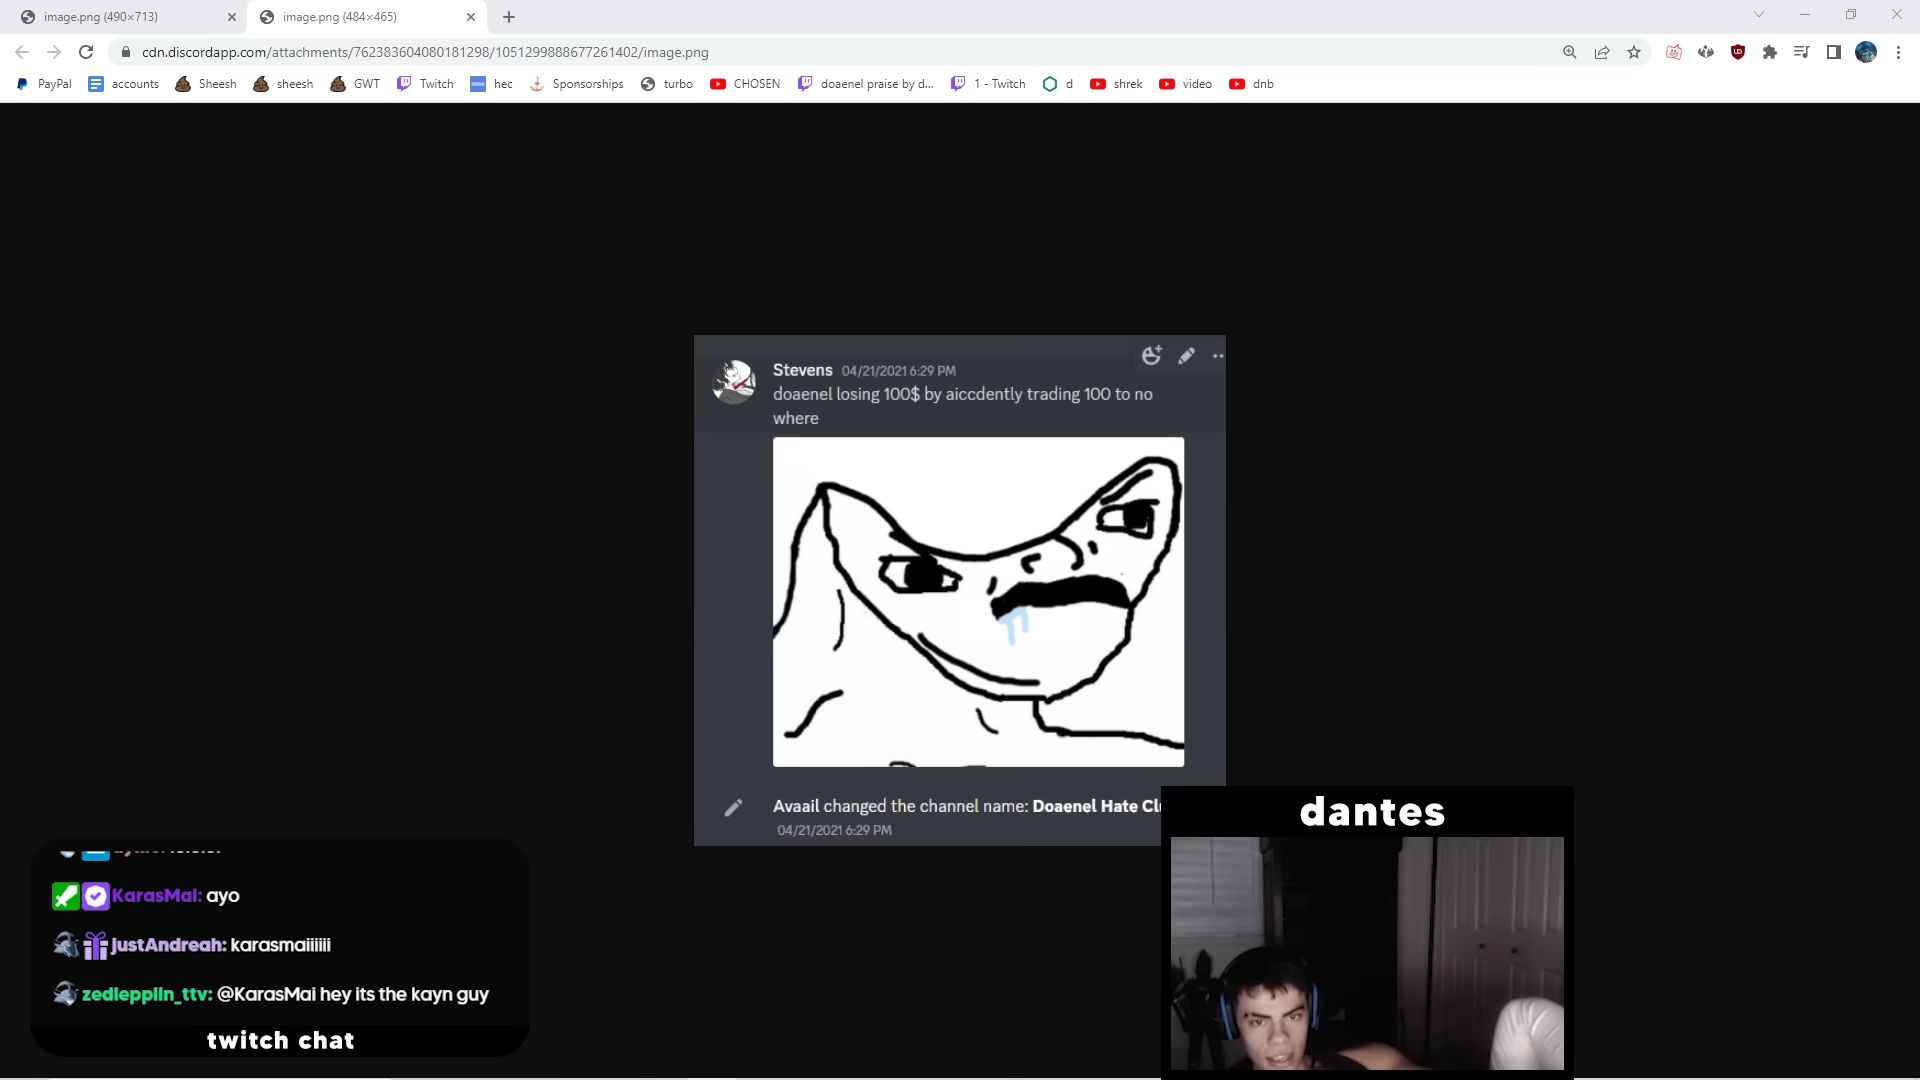 image.png (490×713)
image.png (484×465)
cdn.discordapp.com/attachments/762383604080181298/1051299888677261402/image.png
PayPal
accounts
Sheesh
sheesh
GWT
Twitch
hec
Sponsorships
turbo
CHOSEN
doaenel praise by d...
1 - Twitch
d
shrek
video
dnb
Stevens 04/21/2021 6:29 PM
doaenel losing 100$ by aiccdently trading 100 to no
where
Avaail changed the channel name: Doaenel Hate Clu
04/21/2021 6:29 PM
dantes
KarasMai: ayo
justAndreah: karasmaiiiiii
zedlepplin_ttv: @KarasMai hey its the kayn guy
twitch chat